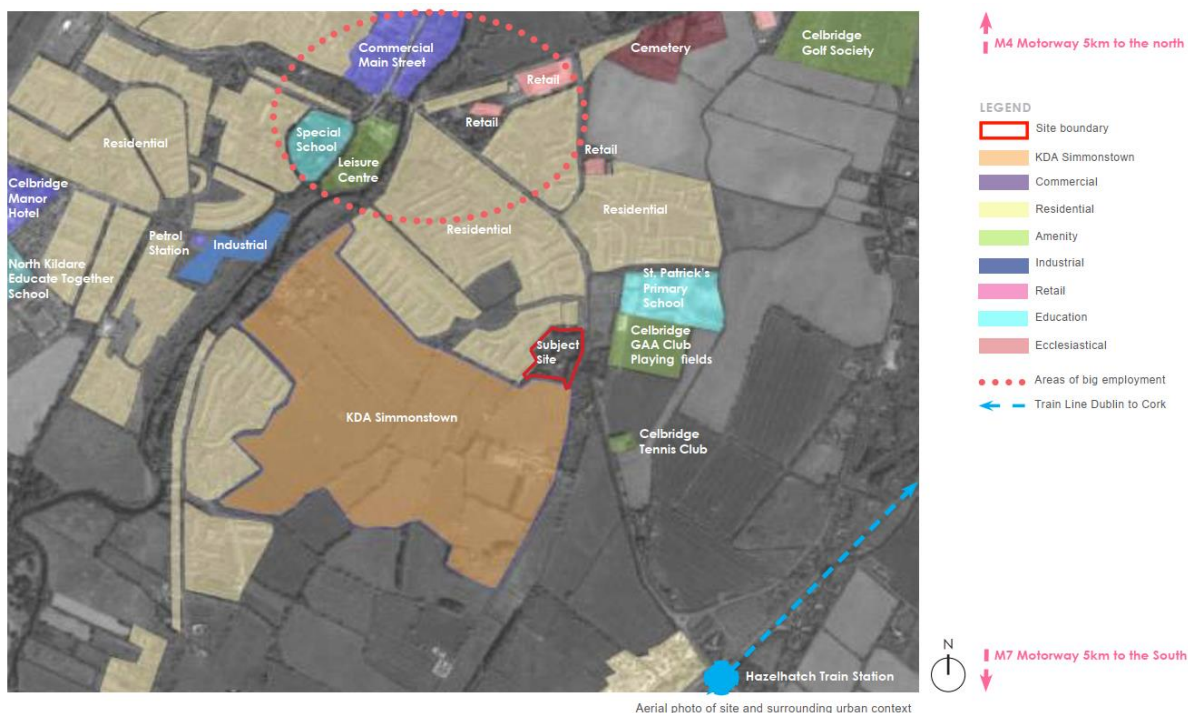 Commercial
Main Street
Cemetery
Celbridge
Golf Society
Retail
Retail
Special
School
Residential
Leisure
Centre
Retail
Celbridge
Manor
Hotel
Residential
Residential
Petrol
Station
Industrial
North Kildare
Educate Together
School
St. Patrick's
Primary
School
Celbridge
GAA Club
Playing fields
Subject
Site
KDA Simmonstown
Celbridge
Tennis Club
Hazelhatch Train Station
M4 Motorway 5km to the north
LEGEND
Site boundary
KDA Simmonstown
Commercial
Residential
Amenity
Industrial
Retail
Education
Ecclesiastical
Areas of big employment
Train Line Dublin to Cork
N
M7 Motorway 5km to the South
Aerial photo of site and surrounding urban context